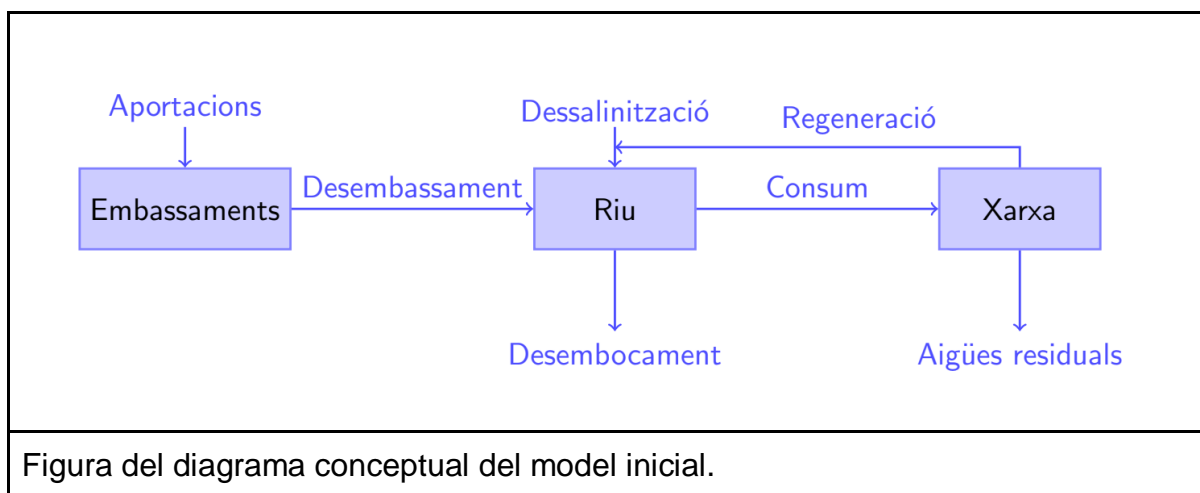 Aportacions
Dessalinització
Regeneració
Embassaments
Desembassament
Riu
Consum
Xarxa
Desembocament
Aigües residuals
Figura del diagrama conceptual del model inicial.